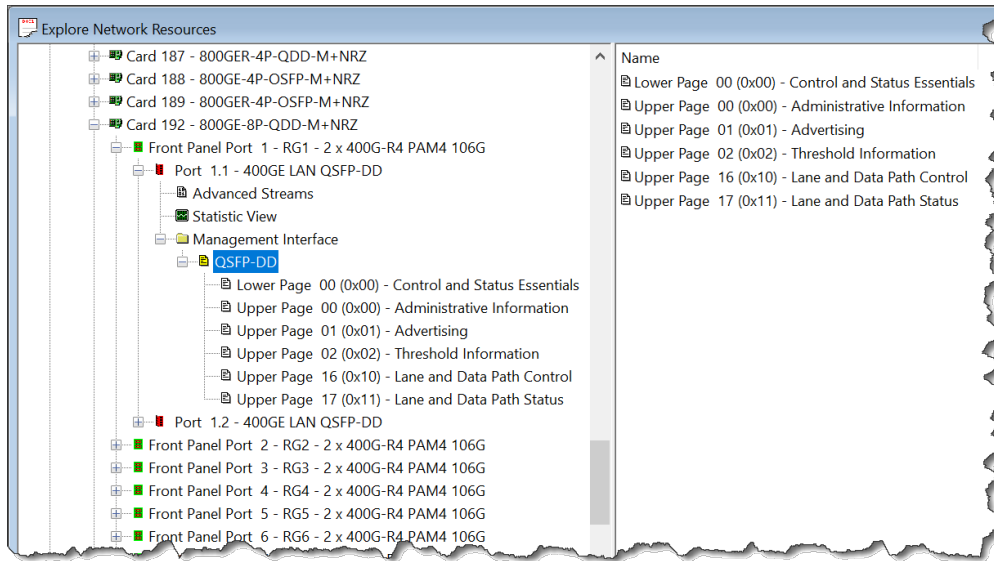 Explore Network Resources
Card 187 - 800GER-4P-QDD-M+NRZ
Card 188 - 800GE-4P-OSFP-M+NRZ
Card 189 - 800GER-4P-OSFP-M+NRZ
Card 192 - 800GE-8P-QDD-M+NRZ
Front Panel Port 1 - RG1 - 2 x 400G-R4 PAM4 106G
Port 1.1 - 400GE LAN QSFP-DD
Advanced Streams
Statistic View
Management Interface
QSFP-DD
Lower Page 00 (0x00) - Control and Status Essentials
Upper Page 00 (0x00) - Administrative Information
Upper Page 01 (0x01) - Advertising
Upper Page 02 (0x02) - Threshold Information
Upper Page 16 (0x10) - Lane and Data Path Control
Upper Page 17 (0x11) - Lane and Data Path Status
Port 1.2 - 400GE LAN QSFP-DD
Front Panel Port 2 - RG2 - 2 x 400G-R4 PAM4 106G
Front Panel Port 3 - RG3 - 2 x 400G-R4 PAM4 106G
Front Panel Port 4 - RG4 - 2 x 400G-R4 PAM4 106G
Front Panel Port 5 - RG5 - 2 x 400G-R4 PAM4 106G
Front Panel Port 6 - RG6 - 2 x 400G-R4 PAM4 106G
Name
Lower Page 00 (0x00) - Control and Status Essentials
Upper Page 00 (0x00) - Administrative Information
Upper Page 01 (0x01) - Advertising
Upper Page 02 (0x02) - Threshold Information
Upper Page 16 (0x10) - Lane and Data Path Control
Upper Page 17 (0x11) - Lane and Data Path Status